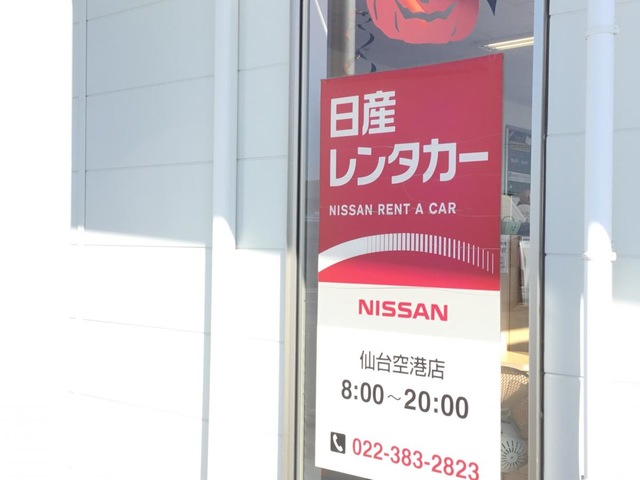 日産
レンタカー
NISSAN RENT A CAR
NISSAN
仙台空港店
8:00～20:00
022-383-2823